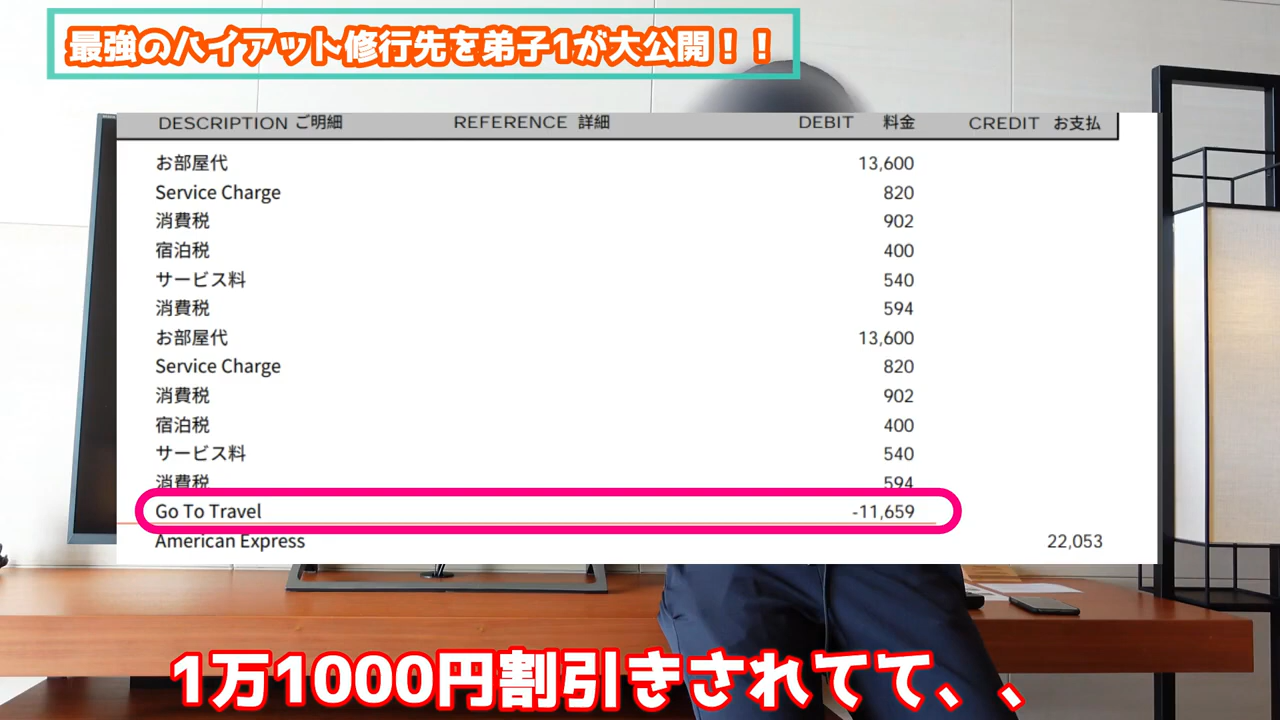 最強のハイアット修行先を弟子1が大公開！！
DESCRIPTION ご明細 REFERENCE 詳細 DEBIT 料金 CREDIT お支払
お部屋代 13,600
Service Charge 820
消費税 902
宿泊税 400
サービス料 540
消費税 594
お部屋代 13,600
Service Charge 820
消費税 902
宿泊税 400
サービス料 540
消費税 594
Go To Travel -11,659
American Express 22,053
1万1000円割引きされてて、、